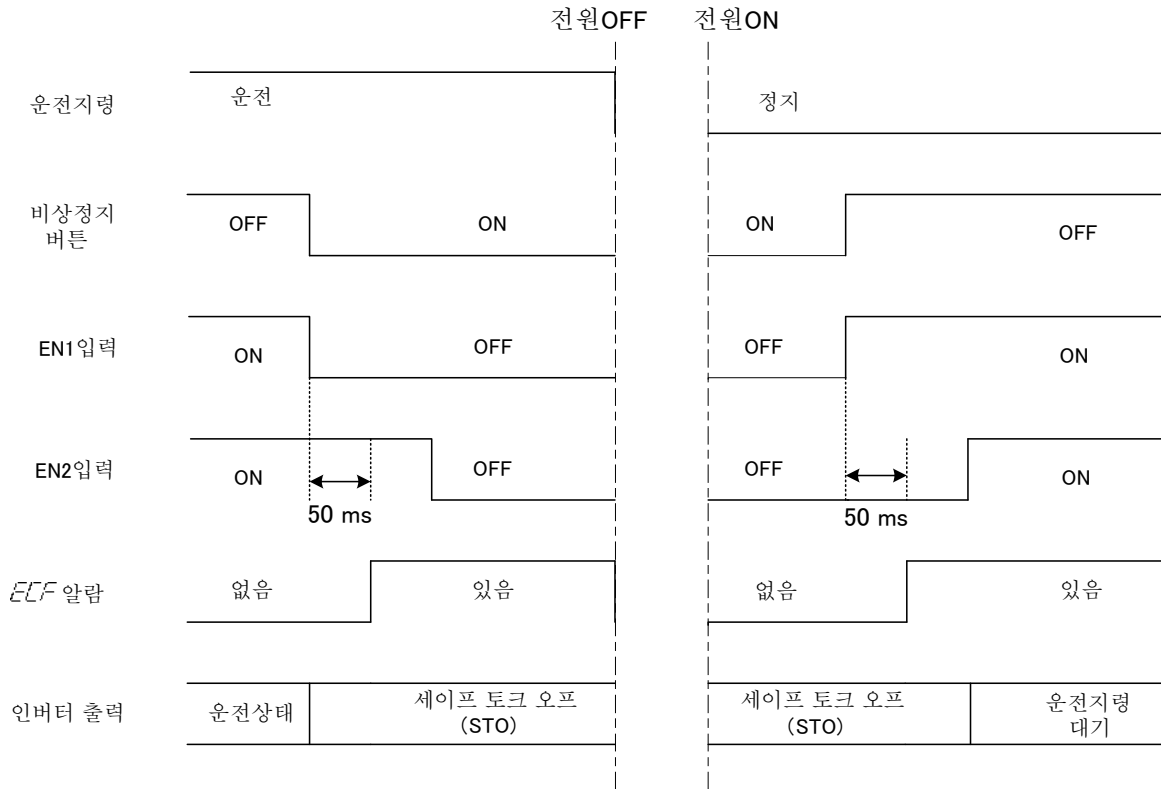 전원OFF 전원ON
운전지령 운전 정지
비상정지
버튼
OFF ON ON OFF
EN1입력 ON OFF OFF ON
EN2입력 ON OFF OFF ON
50 ms 50 ms
ECF 알람 없음 있음 없음 있음
인버터 출력 운전상태
세이프 토크 오프
(STO)
세이프 토크 오프
(STO)
운전지령
대기